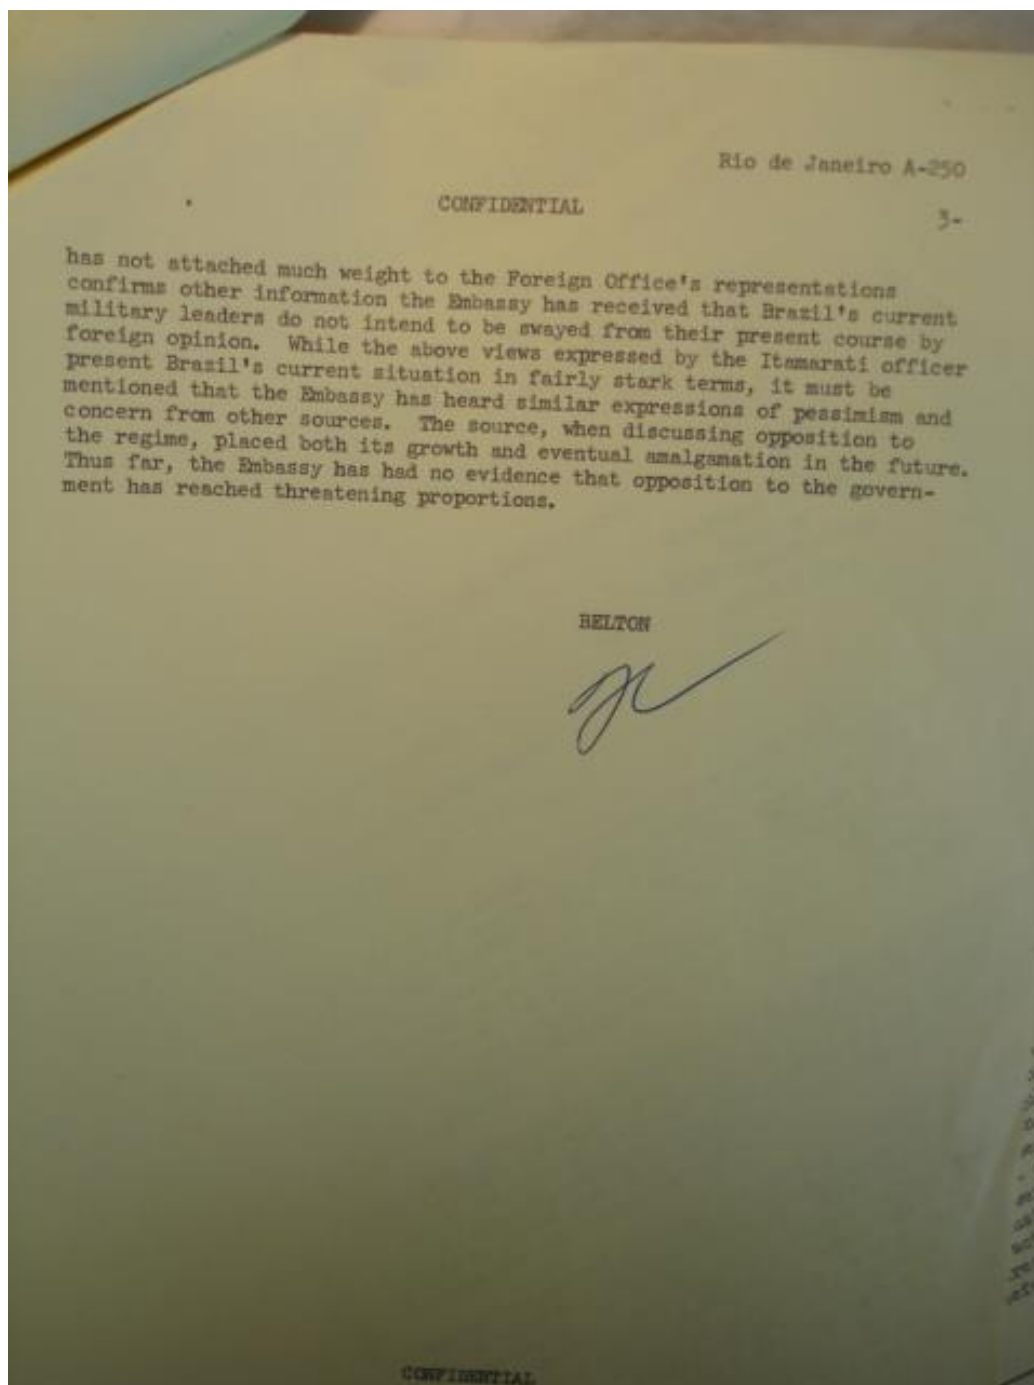 Rio de Janeiro A-250
CONFIDENTIAL
3-
has not attached much weight to the Foreign Office's representations
confirms other information the Embassy has received that Brazil's current
military leaders do not intend to be swayed from their present course by
foreign opinion. While the above views expressed by the Itamarati officer
present Brazil's current situation in fairly stark terms, it must be
mentioned that the Embassy has heard similar expressions of pessimism and
concern from other sources. The source, when discussing opposition to
the regime, placed both its growth and eventual amalgamation in the future.
Thus far, the Embassy has had no evidence that opposition to the govern-
ment has reached threatening proportions.
BELTON
CONFIDENTIAL